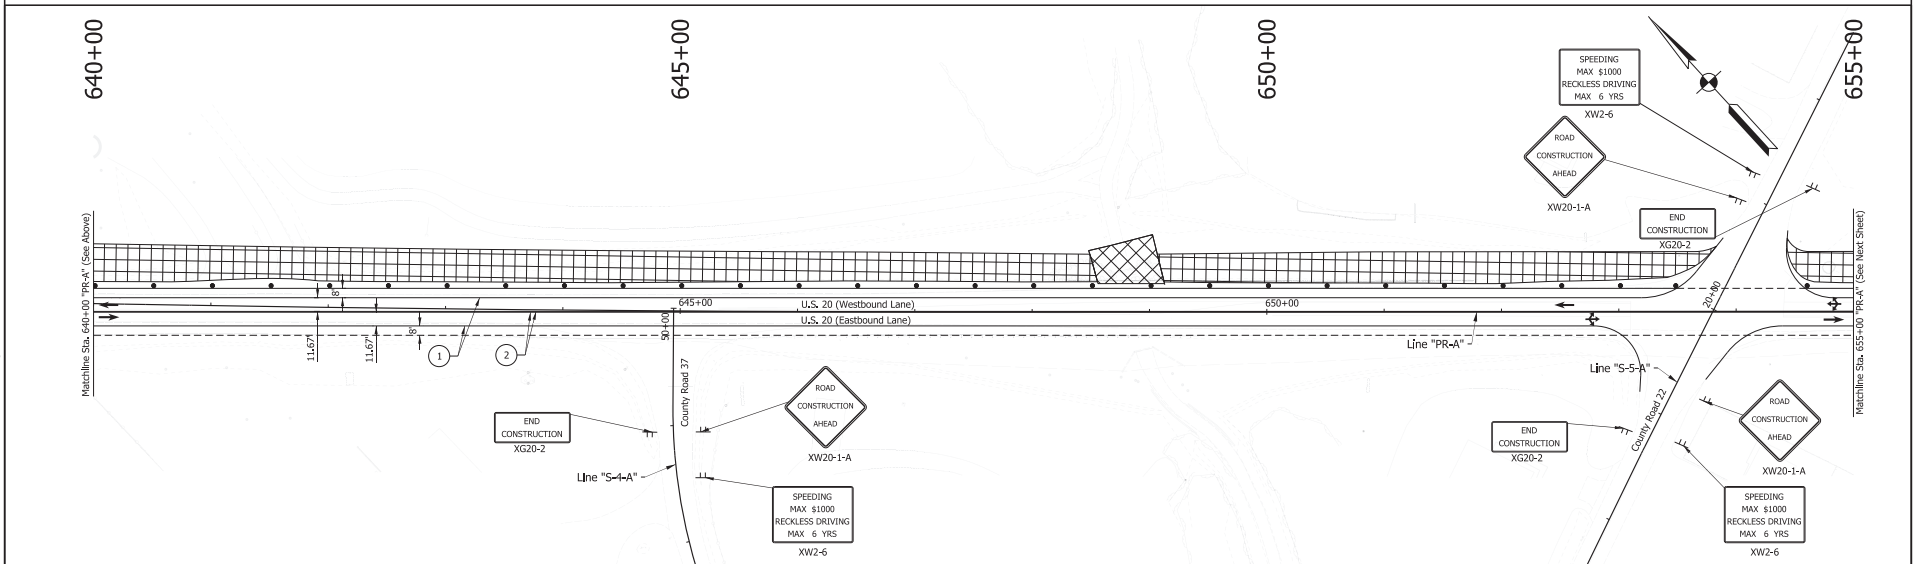 640+00
645+00
650+00
655+00
SPEEDING
MAX $1000
RECKLESS DRIVING
MAX 6 YRS
XW2-6
ROAD
CONSTRUCTION
AHEAD
XW20-1-A
END
CONSTRUCTION
XG20-2
Matchline Sta. 640+00 "PR-A" (See Above)
Matchline Sta. 655+00 "PR-A" (See Next Sheet)
8'
645+00
U.S. 20 (Westbound Lane)
650+00
20+00
U.S. 20 (Eastbound Lane)
50+00
11.67'
11.67'
8'
1
2
Line "PR-A"
Line "S-5-A"
County Road 37
County Road 22
ROAD
CONSTRUCTION
AHEAD
XW20-1-A
END
CONSTRUCTION
XG20-2
Line "S-4-A"
SPEEDING
MAX $1000
RECKLESS DRIVING
MAX 6 YRS
XW2-6
END
CONSTRUCTION
XG20-2
ROAD
CONSTRUCTION
AHEAD
XW20-1-A
SPEEDING
MAX $1000
RECKLESS DRIVING
MAX 6 YRS
XW2-6